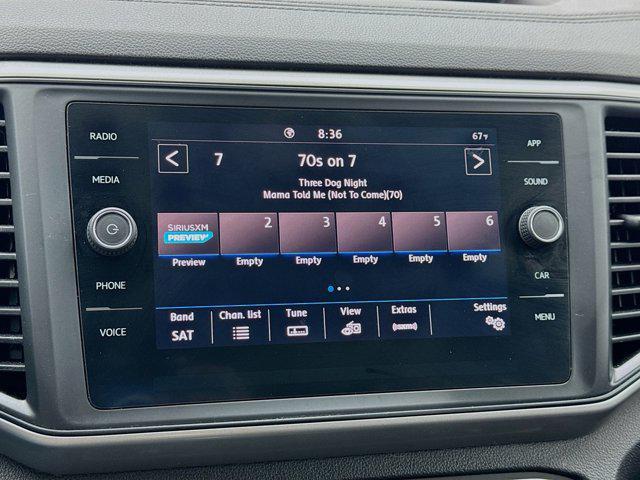 RADIO
MEDIA
PHONE
VOICE
8:36
67°F
7
70s on 7
Three Dog Night
Mama Told Me (Not To Come)(70)
SIRIUSXM
PREVIEW
2
3
4
5
6
Preview
Empty
Empty
Empty
Empty
Empty
Band
Chan. list
Tune
View
Extras
Settings
SAT
(sxm)
APP
SOUND
CAR
MENU